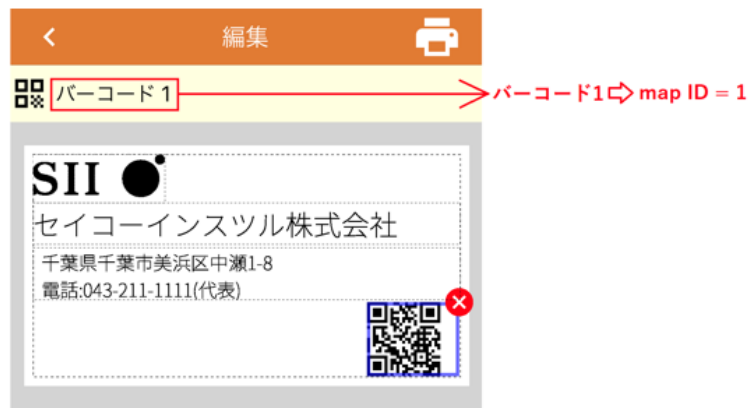 編集
バーコード 1
バーコード1⇨ map ID = 1
SII
セイコーインスツル株式会社
千葉県千葉市美浜区中瀬1-8
電話:043-211-1111(代表)